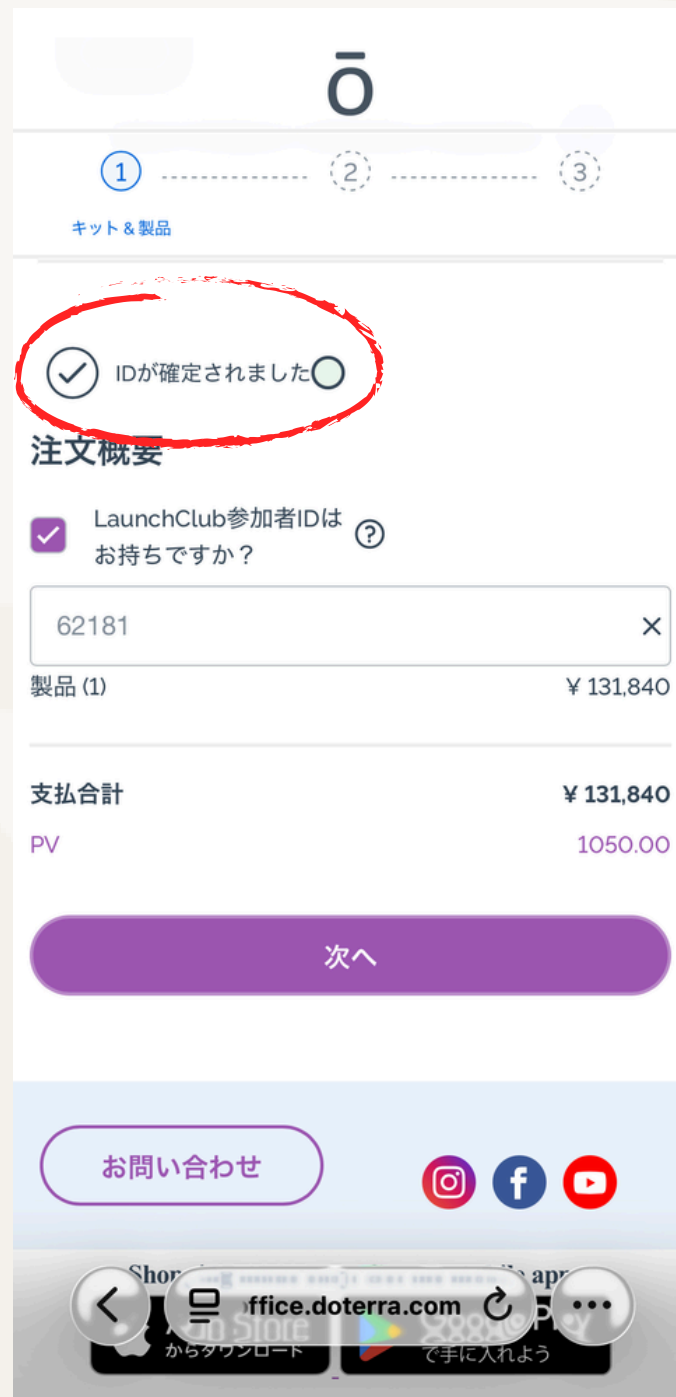 ō
1 2 3
キット&製品
IDが確定されました
注文概要
LaunchClub参加者IDは
お持ちですか？
62181
製品 (1) ¥ 131,840
支払合計 ¥ 131,840
PV 1050.00
次へ
お問い合わせ
ffice.doterra.com
からダウンロード
で手に入れよう